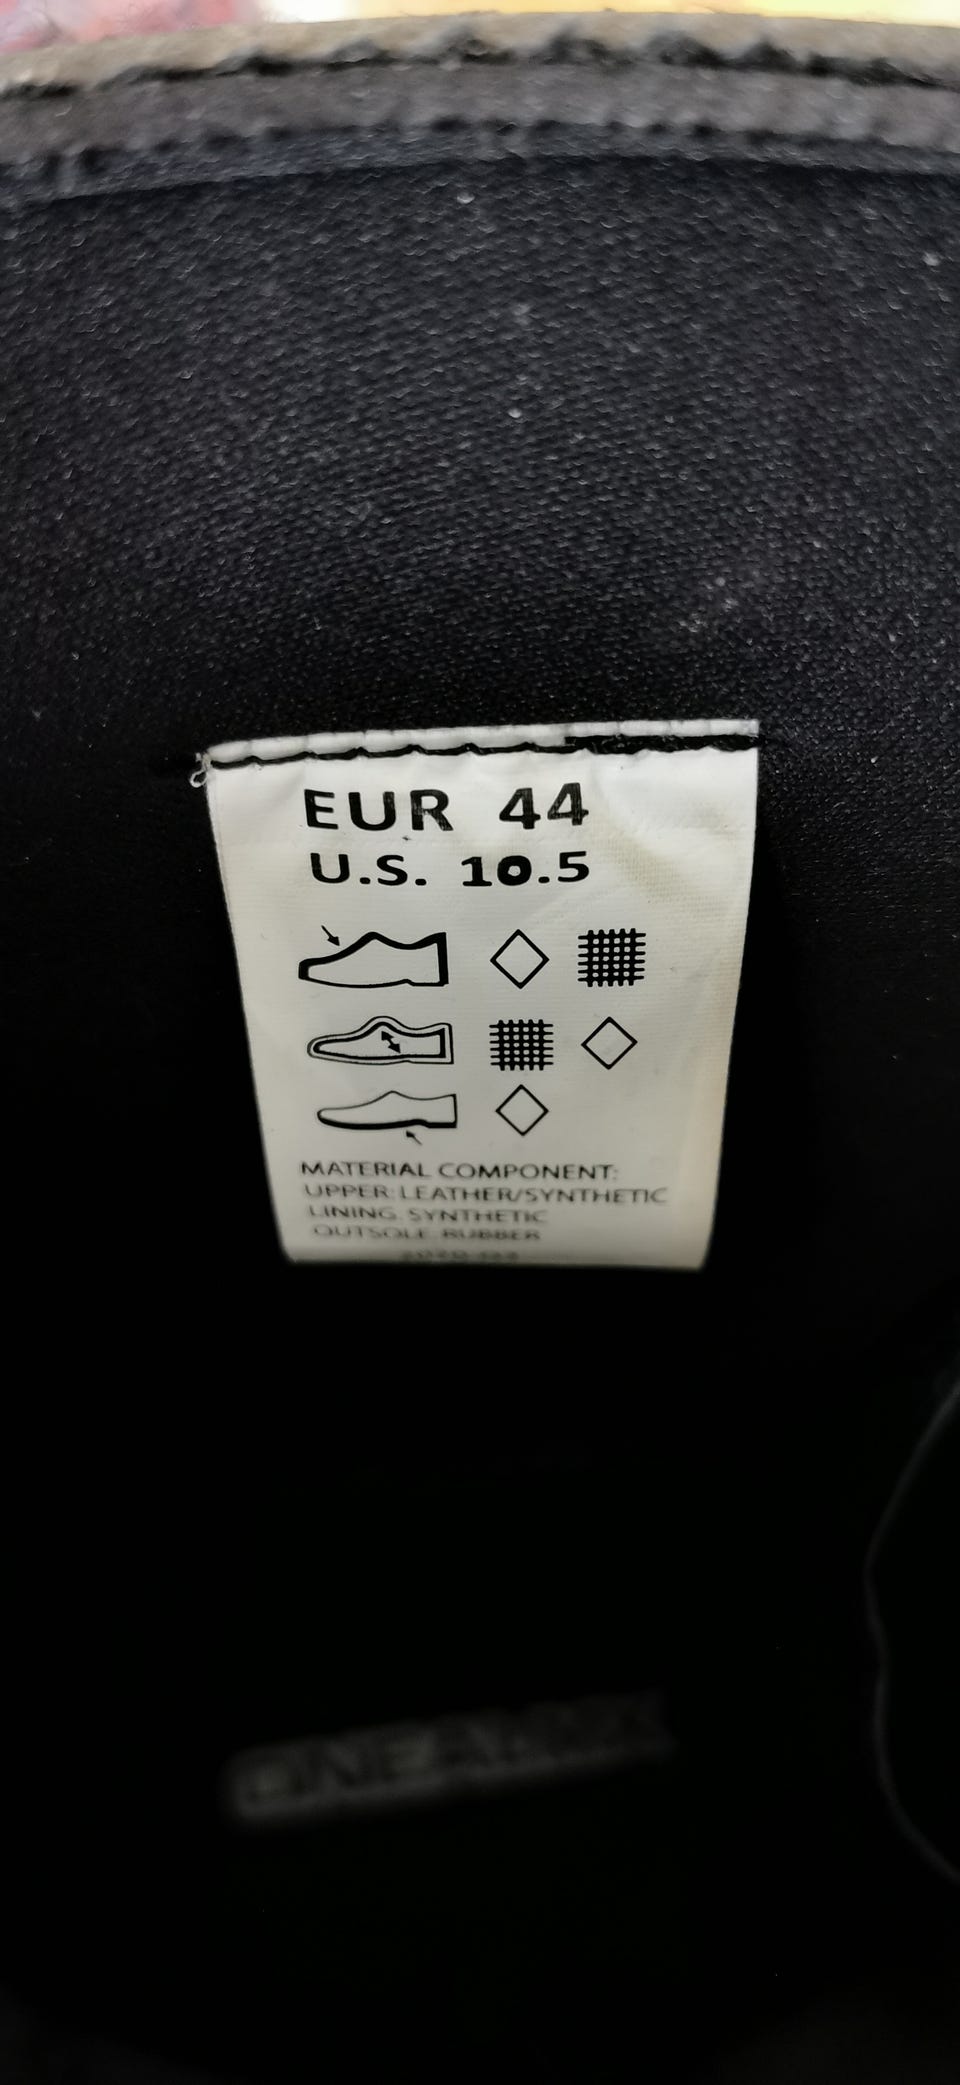 EUR 44
U.S. 10.5
MATERIAL COMPONENT:
UPPER: LEATHER/SYNTHETIC
LINING: SYNTHETIC
OUTSOLE: RUBBER